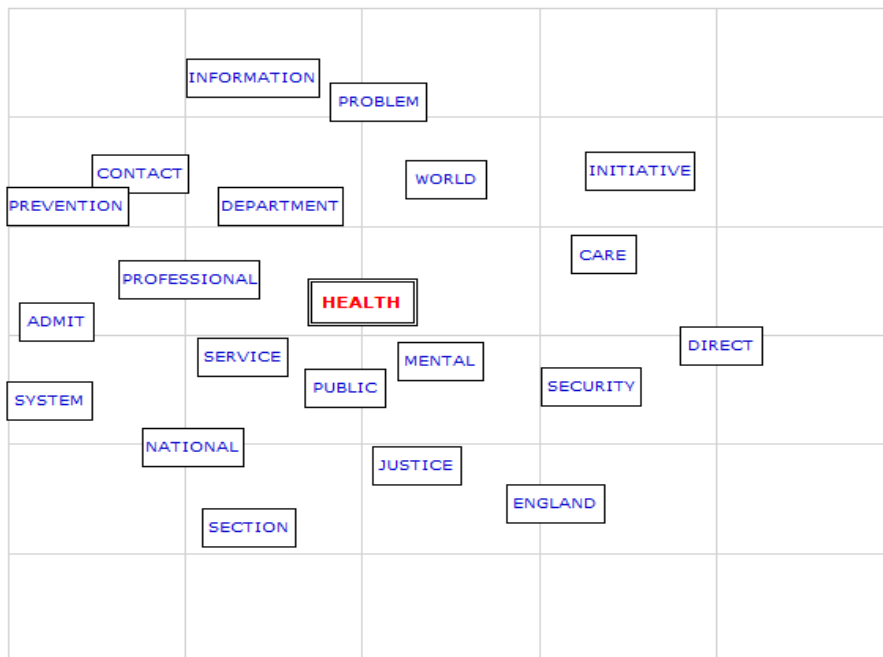 INFORMATION
PROBLEM
CONTACT
WORLD
INITIATIVE
PREVENTION
DEPARTMENT
CARE
PROFESSIONAL
HEALTH
ADMIT
SERVICE
MENTAL
DIRECT
PUBLIC
SECURITY
SYSTEM
NATIONAL
JUSTICE
ENGLAND
SECTION